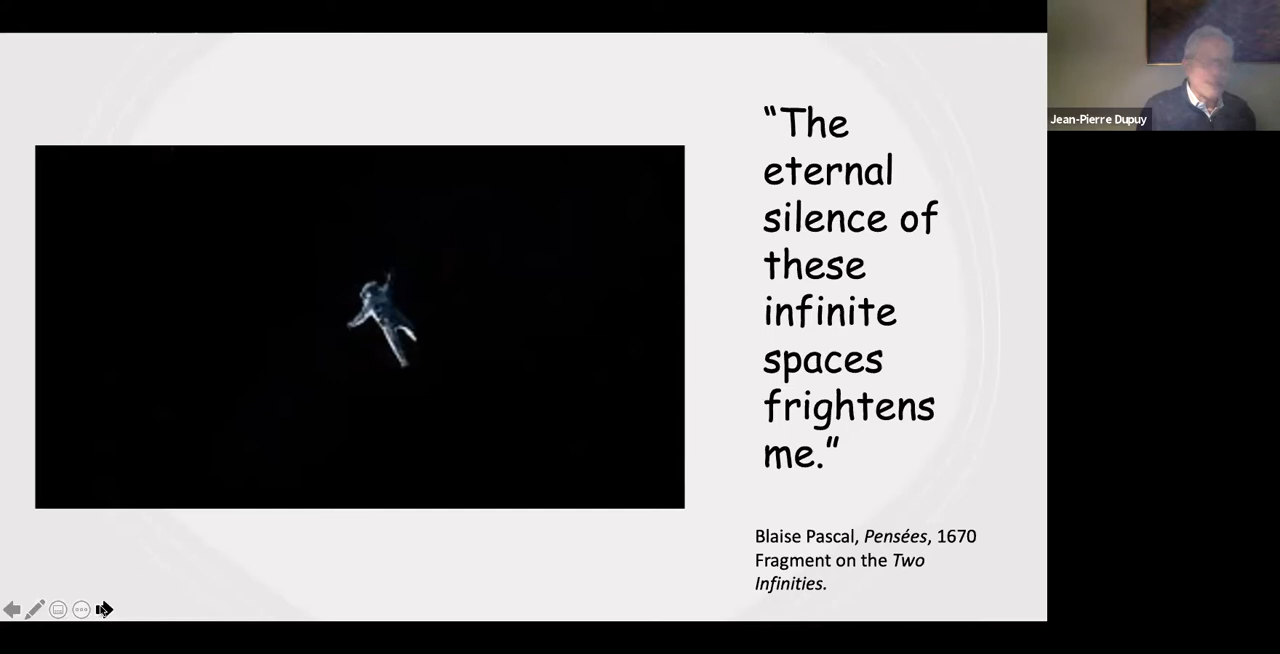 “The
eternal
silence of
these
infinite
spaces
frightens
me.”
Blaise Pascal, Pensées, 1670
Fragment on the Two
Infinities.
Jean-Pierre Dupuy